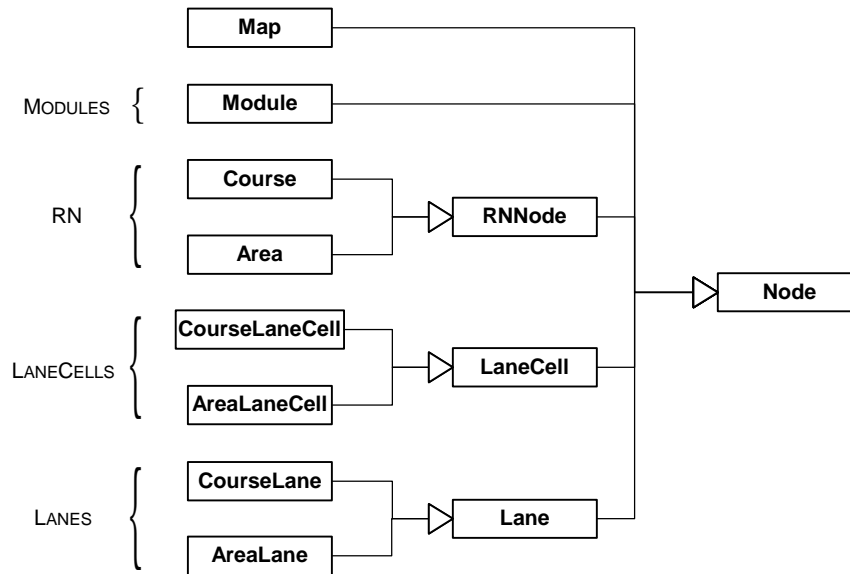 Map
MODULES
Module
Course
RN
RNNode
Area
Node
CourseLaneCell
LANECELLS
LaneCell
AreaLaneCell
CourseLane
LANES
Lane
AreaLane